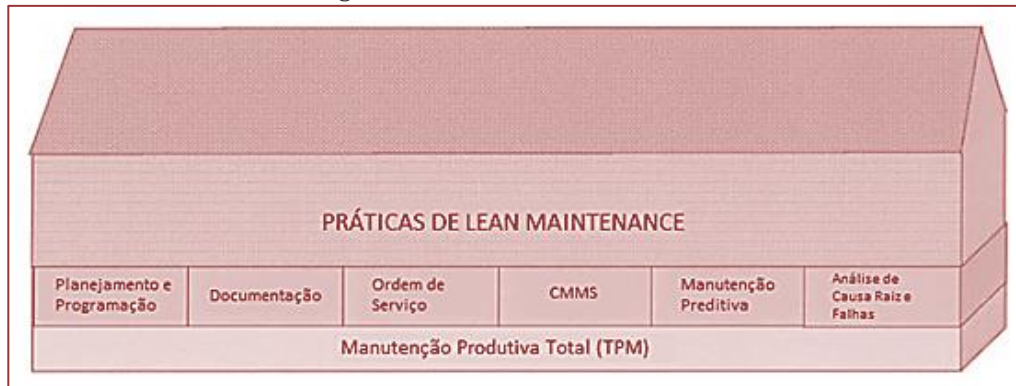 PRÁTICAS DE LEAN MAINTENANCE
Planejamento e
Programação
Documentação
Ordem de
Serviço
CMMS
Manutenção
Preditiva
Análise de
Causa Raiz e
Falhas
Manutenção Produtiva Total (TPM)